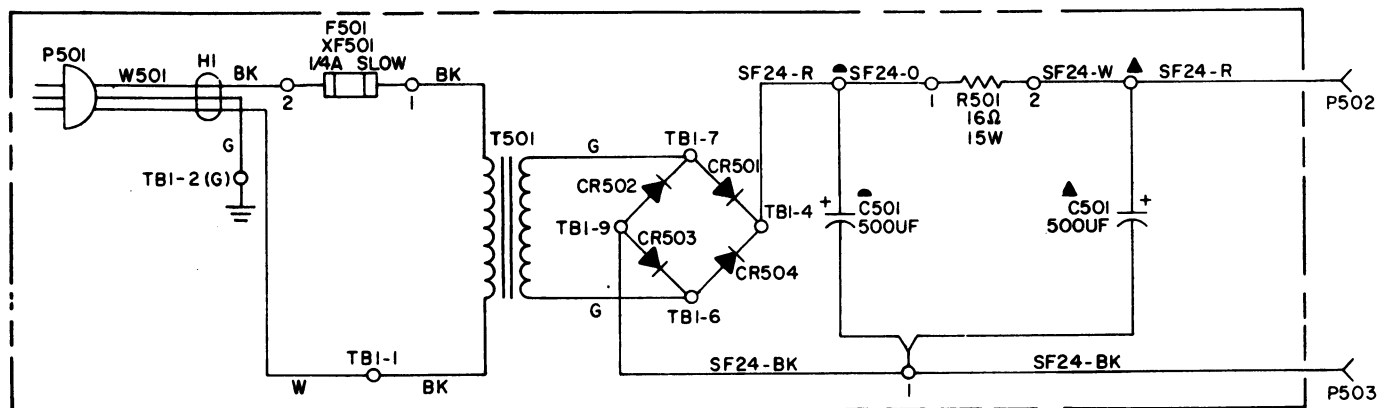 F501
XF501
1/4A SLOW
P501
W501
H1
BK
2
1
BK
G
TB1-2 (G)
W
TB1-1
BK
T501
G
G
TB1-7
CR502
CR501
TB1-9
TB1-4
CR503
CR504
TB1-6
SF24-R
SF24-O
1
R501
16Ω
15W
2
SF24-W
SF24-R
P502
+
C501
500UF
C501
500UF
+
SF24-BK
1
SF24-BK
P503